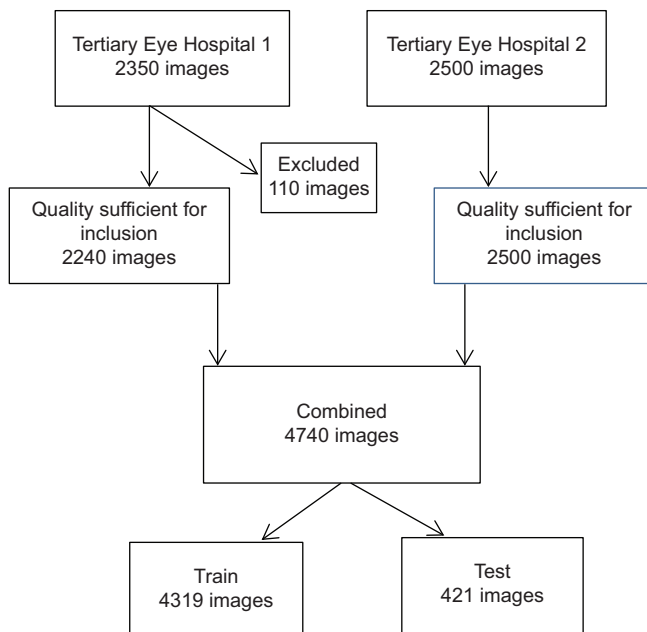 Tertiary Eye Hospital 1
2350 images
Tertiary Eye Hospital 2
2500 images
Excluded
110 images
Quality sufficient for
inclusion
2240 images
Quality sufficient for
inclusion
2500 images
Combined
4740 images
Train
4319 images
Test
421 images